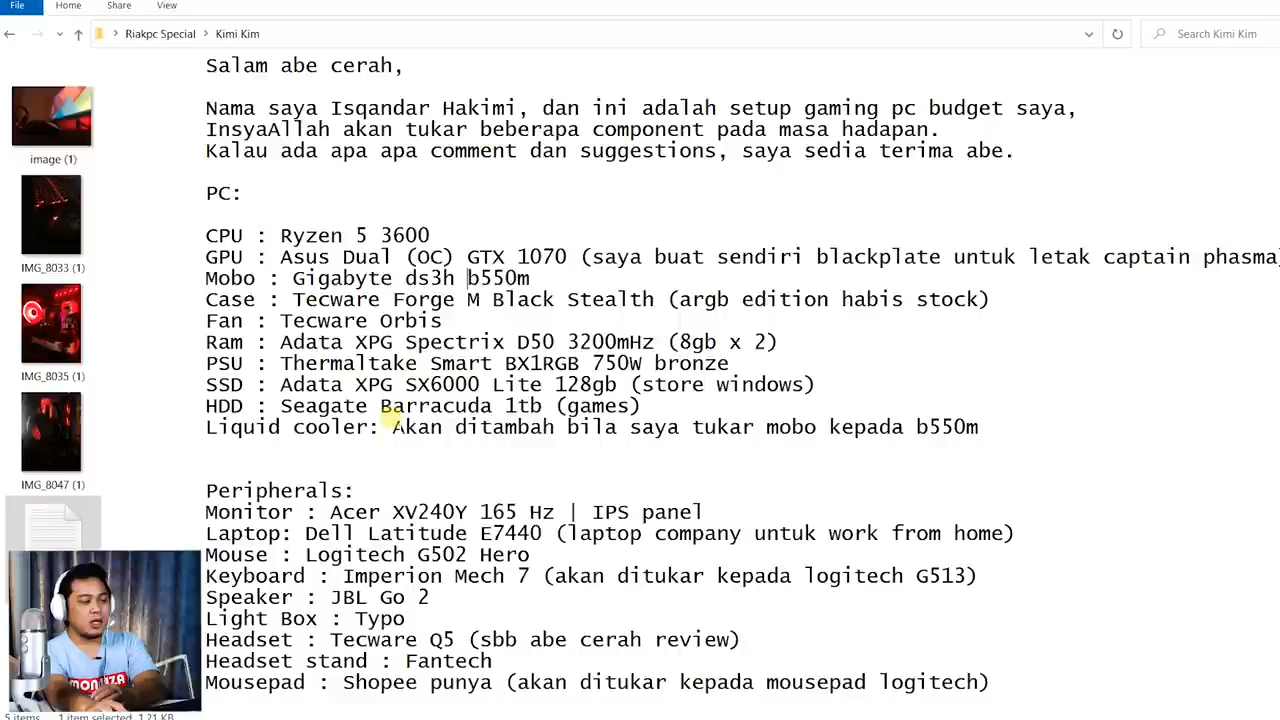 File Home Share View
Riakpc Special Kimi Kim Search Kimi Kim
Salam abe cerah,
Nama saya Isqandar Hakimi, dan ini adalah setup gaming pc budget saya,
InsyaAllah akan tukar beberapa component pada masa hadapan.
Kalau ada apa apa comment dan suggestions, saya sedia terima abe.
PC:
CPU : Ryzen 5 3600
GPU : Asus Dual (OC) GTX 1070 (saya buat sendiri blackplate untuk letak captain phasma)
Mobo : Gigabyte ds3h b550m
Case : Tecware Forge M Black Stealth (argb edition habis stock)
Fan : Tecware Orbis
Ram : Adata XPG Spectrix D50 3200mHz (8gb x 2)
PSU : Thermaltake Smart BX1RGB 750W bronze
SSD : Adata XPG SX6000 Lite 128gb (store windows)
HDD : Seagate Barracuda 1tb (games)
Liquid cooler: Akan ditambah bila saya tukar mobo kepada b550m
Peripherals:
Monitor : Acer XV240Y 165 Hz | IPS panel
Laptop: Dell Latitude E7440 (laptop company untuk work from home)
Mouse : Logitech G502 Hero
Keyboard : Imperion Mech 7 (akan ditukar kepada logitech G513)
Speaker : JBL Go 2
Light Box : Typo
Headset : Tecware Q5 (sbb abe cerah review)
Headset stand : Fantech
Mousepad : Shopee punya (akan ditukar kepada mousepad logitech)
image (1)
IMG_8033 (1)
IMG_8035 (1)
IMG_8047 (1)
5 items 1 item selected 1.21 KB